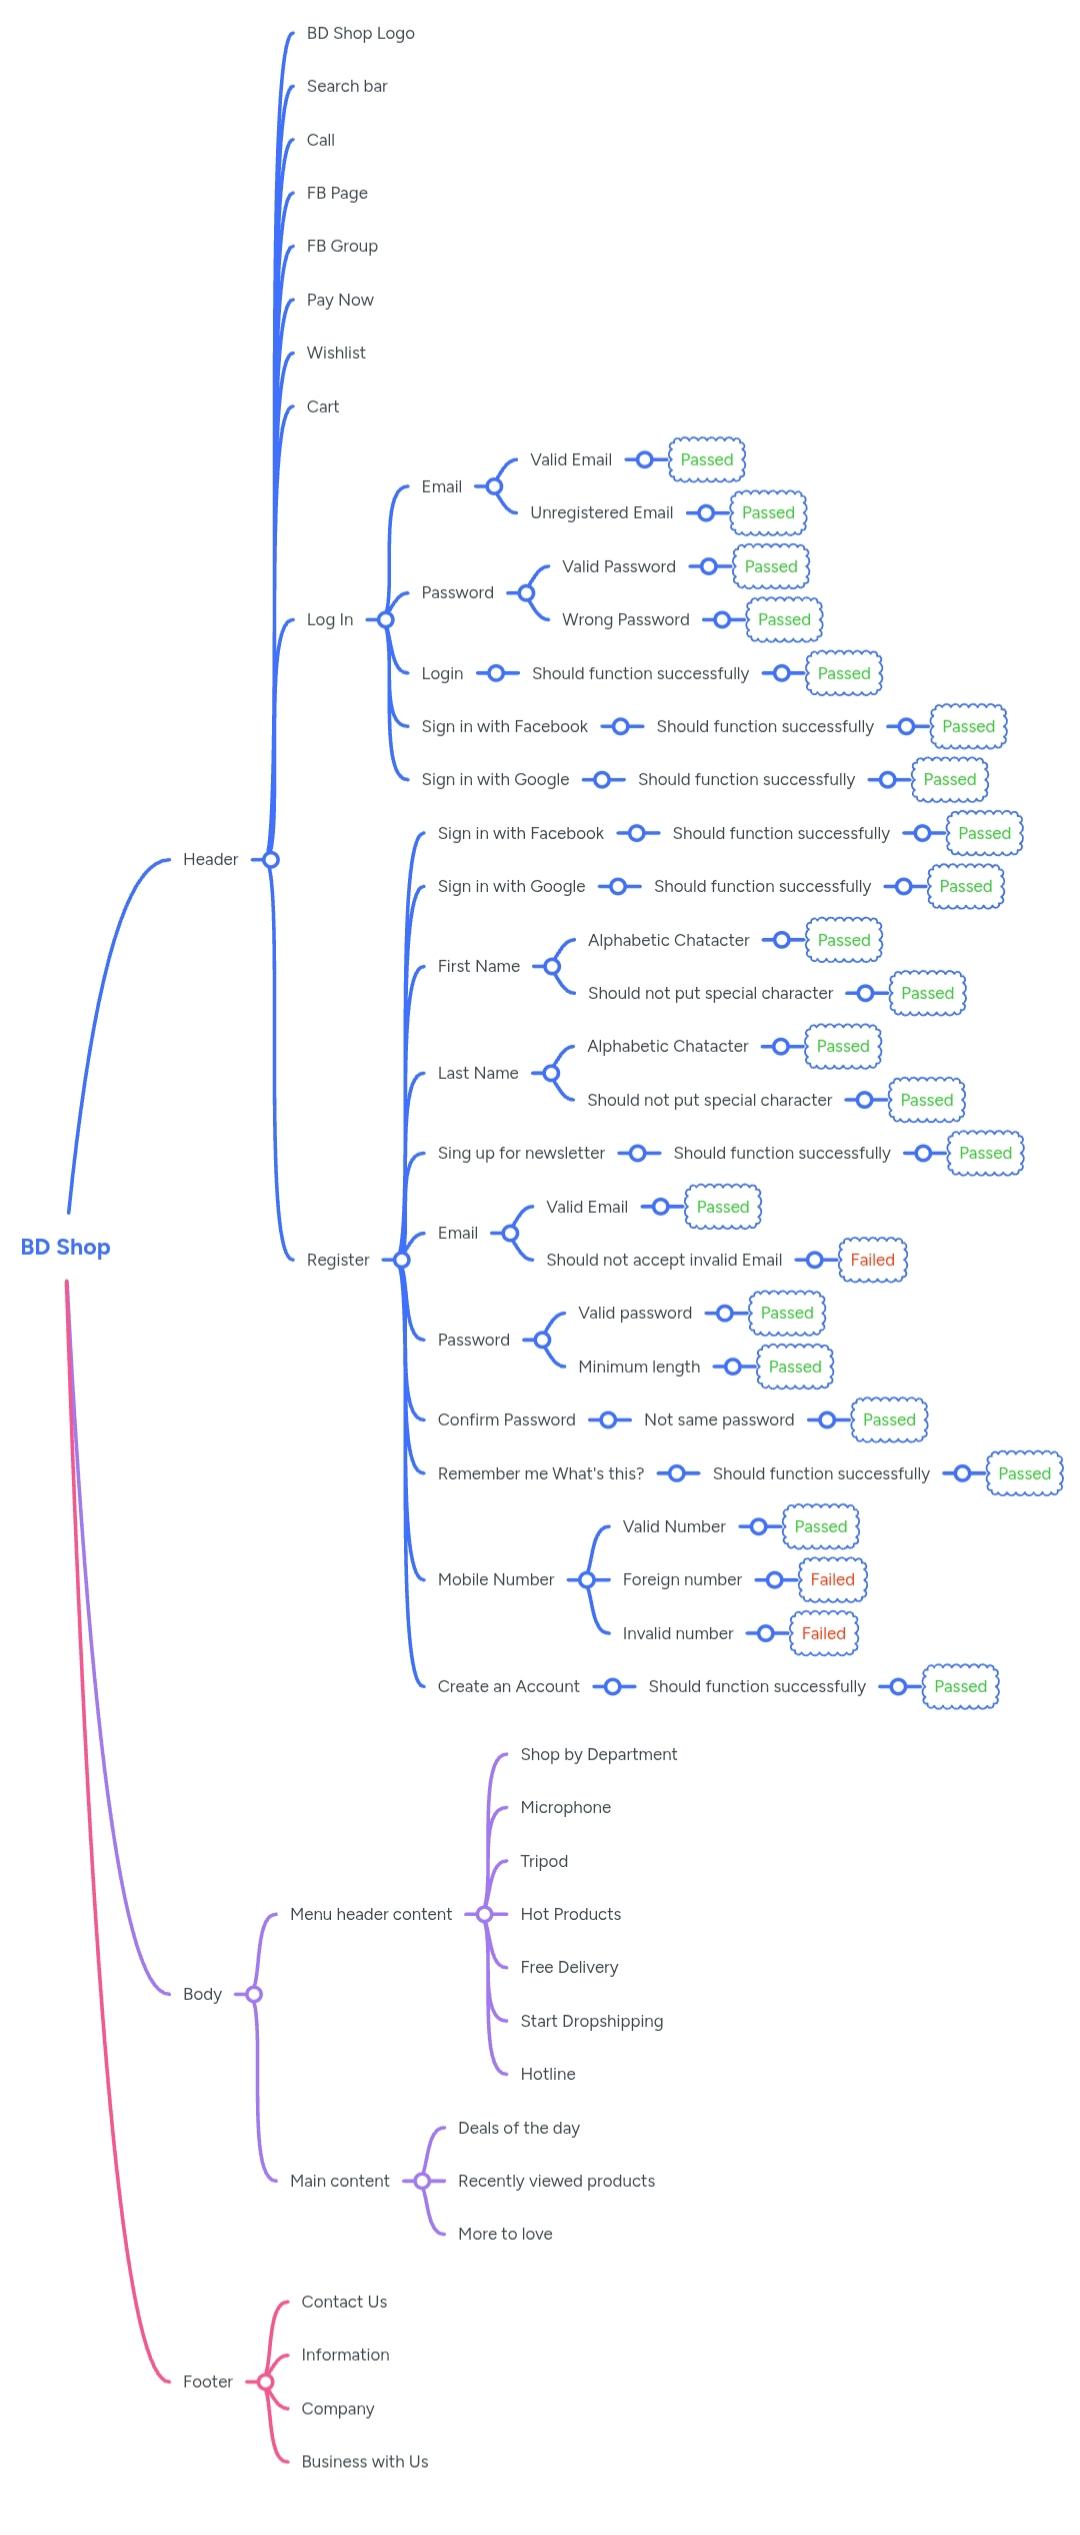 BD Shop Logo
Search bar
Call
FB Page
FB Group
Pay Now
Wishlist
Cart
Valid Email Passed
Email
Unregistered Email Passed
Valid Password Passed
Password
Log In
Wrong Password Passed
Login Should function successfully Passed
Sign in with Facebook Should function successfully Passed
Sign in with Google Should function successfully Passed
Sign in with Facebook Should function successfully Passed
Header
Sign in with Google Should function successfully Passed
Alphabetic Chatacter Passed
First Name
Should not put special character Passed
Alphabetic Chatacter Passed
Last Name
Should not put special character Passed
Sing up for newsletter Should function successfully Passed
Valid Email Passed
Email
BD Shop
Register
Should not accept invalid Email Failed
Valid password Passed
Password
Minimum length Passed
Confirm Password Not same password Passed
Remember me What's this? Should function successfully Passed
Valid Number Passed
Mobile Number Foreign number Failed
Invalid number Failed
Create an Account Should function successfully Passed
Shop by Department
Microphone
Tripod
Menu header content Hot Products
Free Delivery
Body
Start Dropshipping
Hotline
Deals of the day
Main content Recently viewed products
More to love
Contact Us
Information
Footer
Company
Business with Us